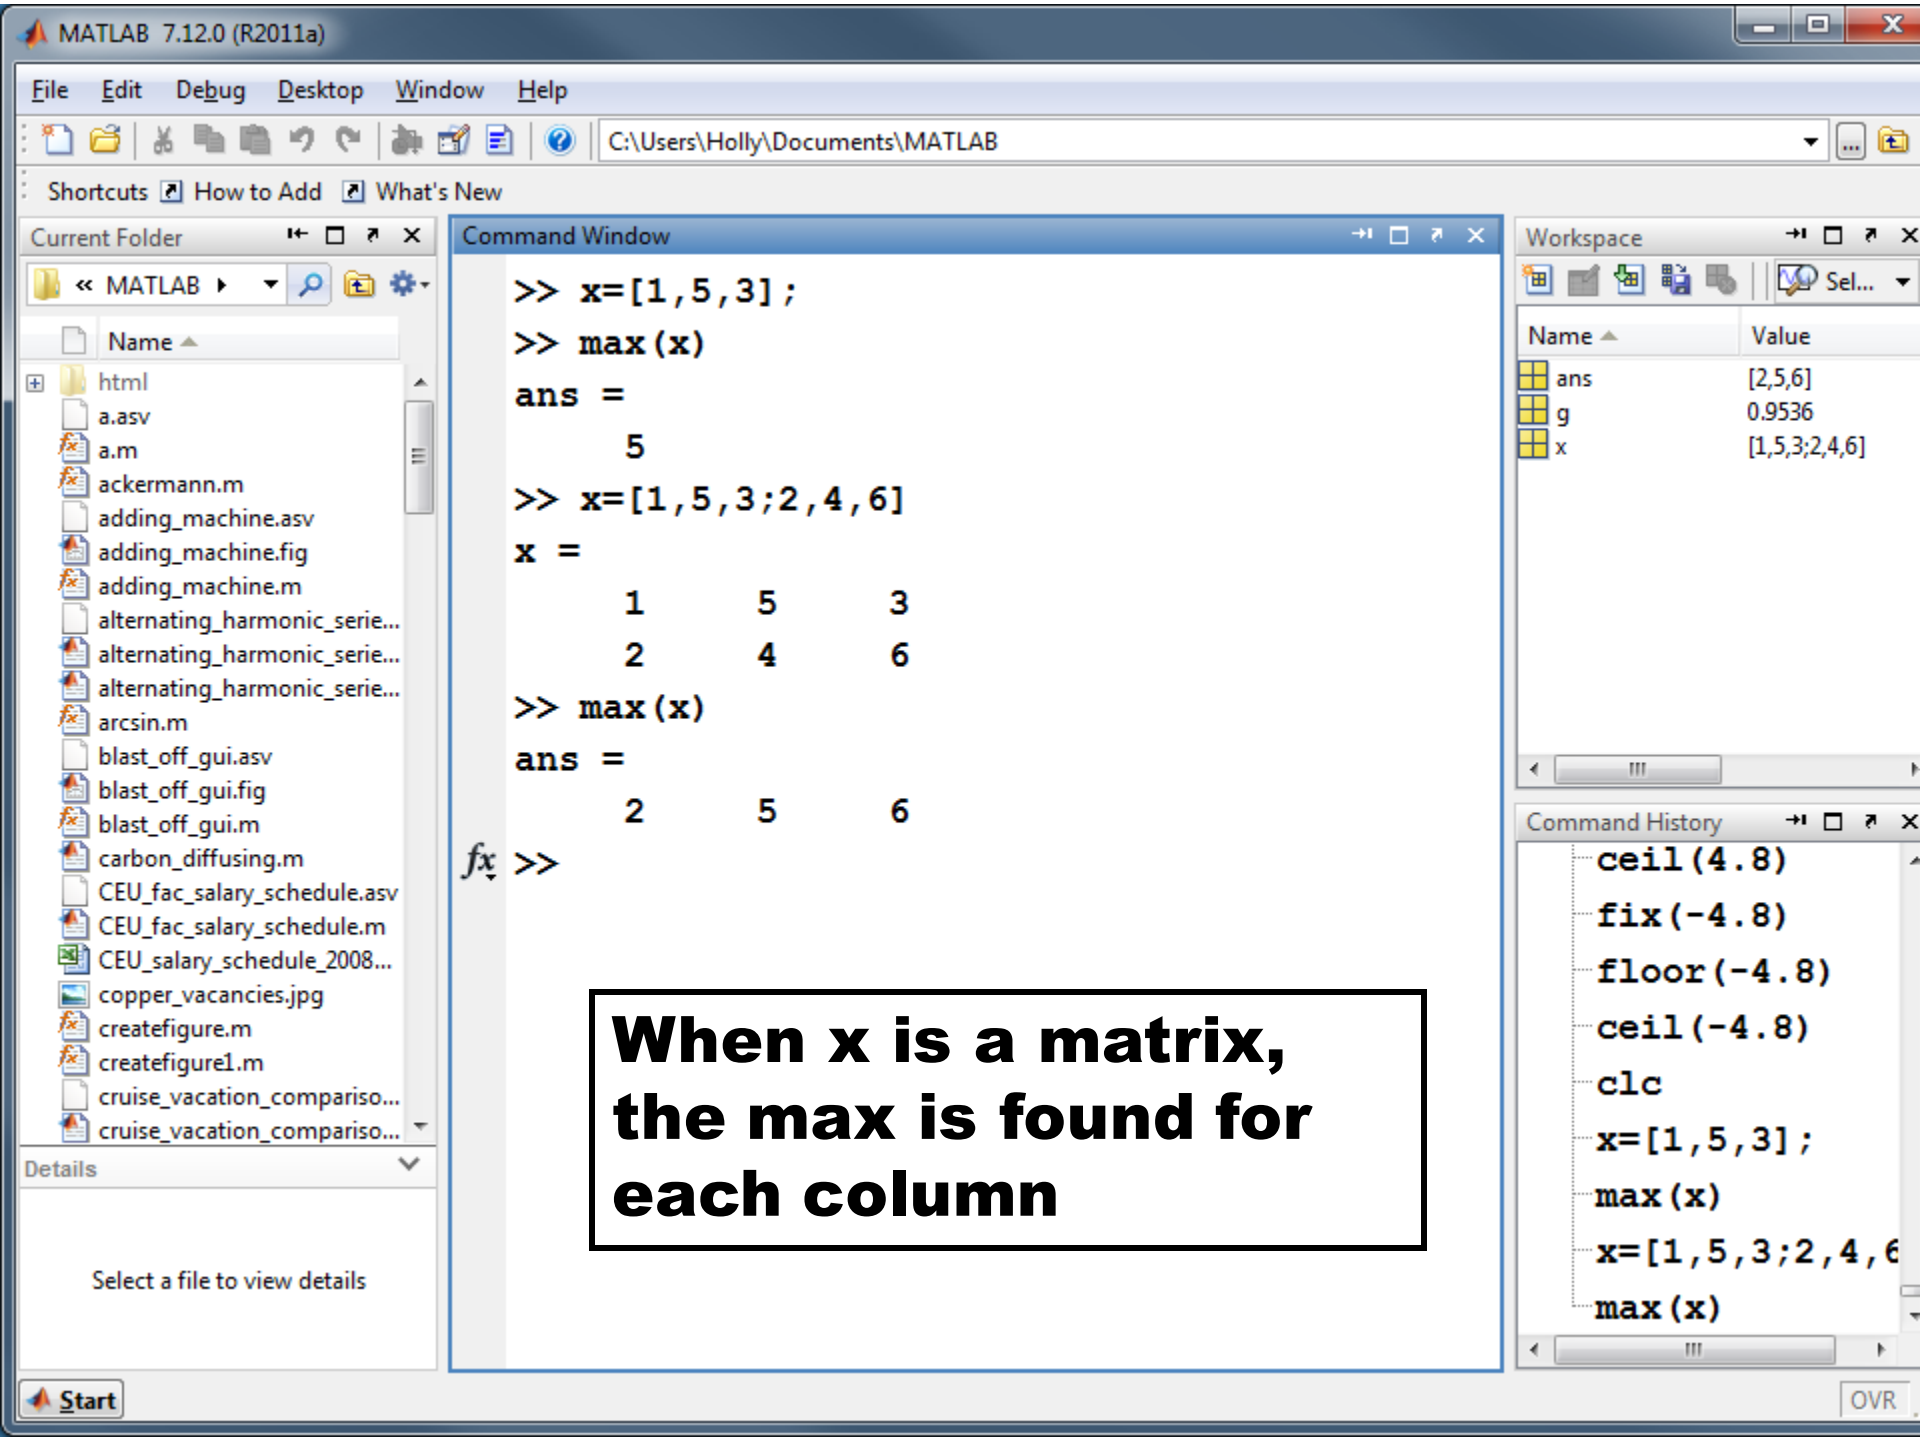 MATLAB 7.12.0 (R2011a)
File Edit Debug Desktop Window Help
C:\Users\Holly\Documents\MATLAB
Shortcuts How to Add What's New
Current Folder
« MATLAB
Name
html
a.asv
a.m
ackermann.m
adding_machine.asv
adding_machine.fig
adding_machine.m
alternating_harmonic_serie...
alternating_harmonic_serie...
alternating_harmonic_serie...
arcsin.m
blast_off_gui.asv
blast_off_gui.fig
blast_off_gui.m
carbon_diffusing.m
CEU_fac_salary_schedule.asv
CEU_fac_salary_schedule.m
CEU_salary_schedule_2008...
copper_vacancies.jpg
createfigure.m
createfigure1.m
cruise_vacation_compariso...
cruise_vacation_compariso...
Details
Select a file to view details
Start
Command Window
>> x=[1,5,3];
>> max(x)
ans =
5
>> x=[1,5,3;2,4,6]
x =
1 5 3
2 4 6
>> max(x)
ans =
2 5 6
fx >>
When x is a matrix,
the max is found for
each column
Workspace
Sel...
Name Value
ans [2,5,6]
g 0.9536
x [1,5,3;2,4,6]
Command History
ceil(4.8)
fix(-4.8)
floor(-4.8)
ceil(-4.8)
clc
x=[1,5,3];
max(x)
x=[1,5,3;2,4,6
max(x)
OVR